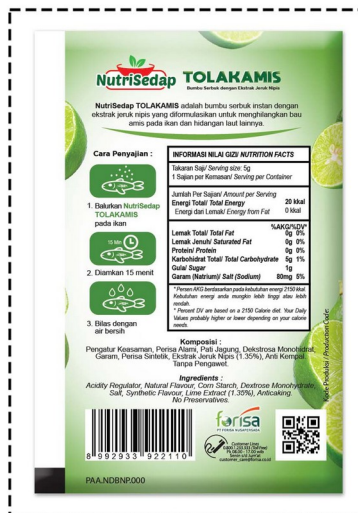 NutriSedap TOLAKAMIS
Bumbu Serbuk dengan Ekstrak Jeruk Nipis
NutriSedap TOLAKAMIS adalah bumbu serbuk instan dengan
ekstrak jeruk nipis yang diformulasikan untuk menghilangkan bau
amis pada ikan dan hidangan laut lainnya.
Cara Penyajian :
1. Balurkan NutriSedap
TOLAKAMIS
pada ikan
15 Mnt
2. Diamkan 15 menit
3. Bilas dengan
air bersih
INFORMASI NILAI GIZI/ NUTRITION FACTS
Takaran Saji/ Serving size: 5g
1 Sajian per Kemasan/ Serving per Container
Jumlah Per Sajian/ Amount per Serving
Energi Total/ Total Energy 20 kkal
Energi dari Lemak/ Energy from Fat 0 kkal
%AKG/%DV*
Lemak Total/ Total Fat 0g 0%
Lemak Jenuh/ Saturated Fat 0g 0%
Protein/ Protein 0g 0%
Karbohidrat Total/ Total Carbohydrate 5g 1%
Gula/ Sugar 1g
Garam (Natrium)/ Salt (Sodium) 80mg 5%
* Persen AKG berdasarkan pada kebutuhan energi 2150 kkal.
Kebutuhan energi anda mungkin lebih tinggi atau lebih
rendah.
* Percent DV are based on a 2150 Calorie diet. Your Daily
Values probably higher or lower depending on your calorie
needs.
Kode Produksi / Production Code:
Komposisi :
Pengatur Keasaman, Perisa Alami, Pati Jagung, Dekstrosa Monohidrat,
Garam, Perisa Sintetik, Ekstrak Jeruk Nipis (1.35%), Anti Kempal.
Tanpa Pengawet.
Ingredients :
Acidity Regulator, Natural Flavour, Corn Starch, Dextrose Monohydrate,
Salt, Synthetic Flavour, Lime Extract (1.35%), Anticaking.
No Preservatives.
8 992933 922110
forisa
PT FORISA NUSAPERSADA
Customer Lines
customer_care@forisa.co.id
PAA.NDBNP.000